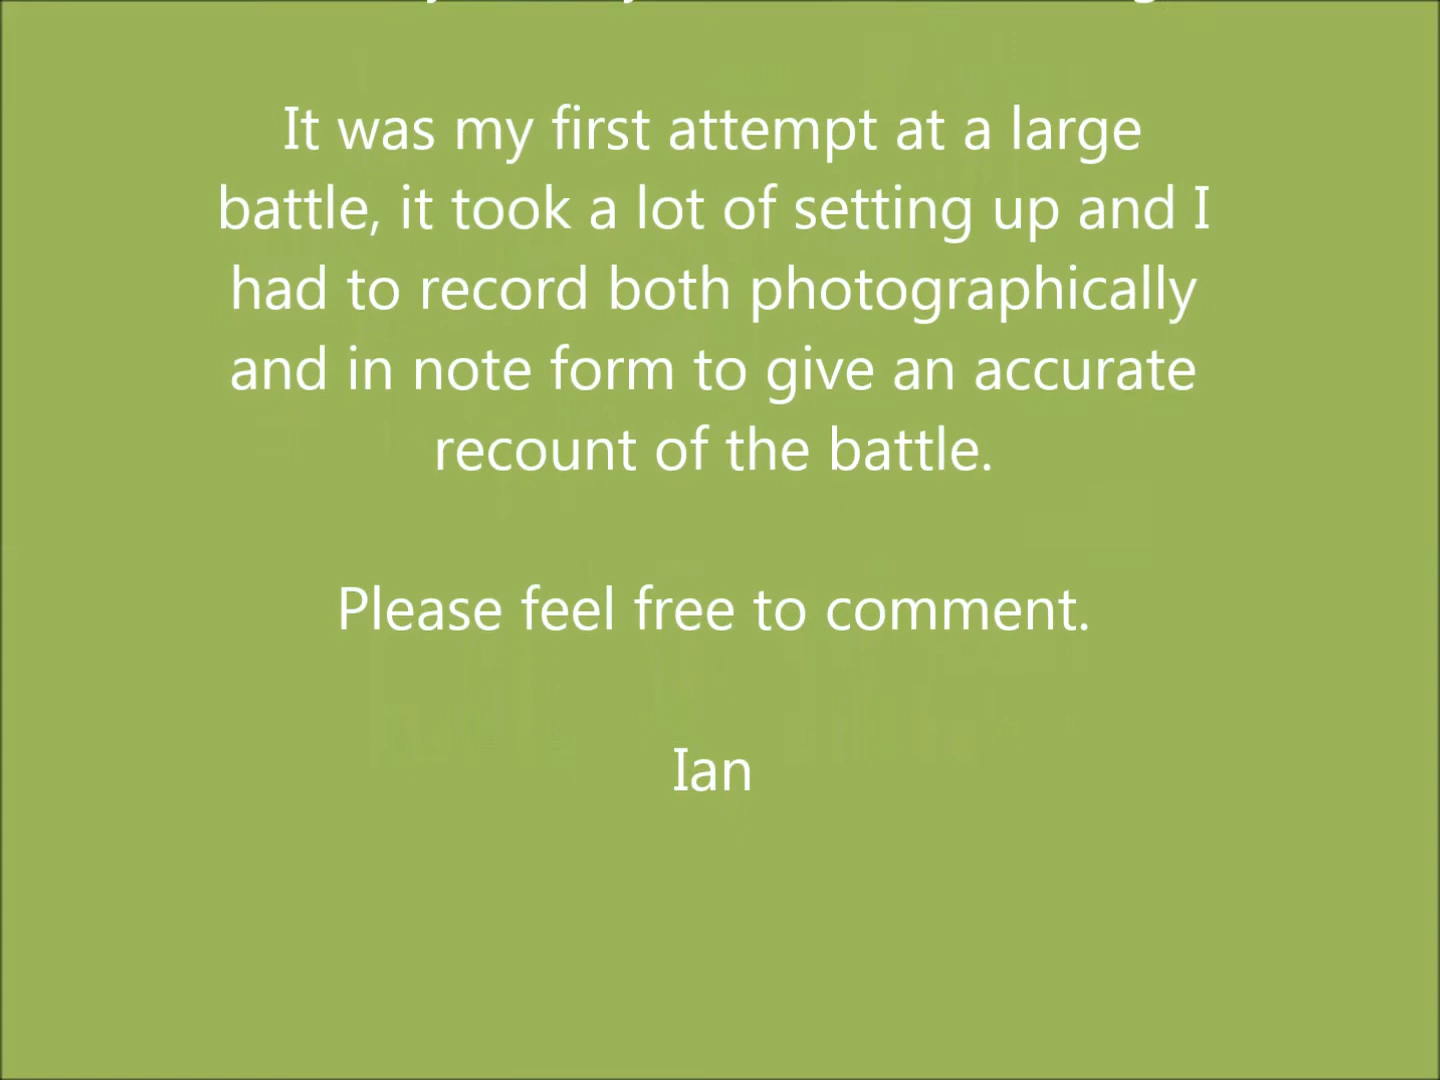 It was my first attempt at a large
battle, it took a lot of setting up and I
had to record both photographically
and in note form to give an accurate
recount of the battle.
Please feel free to comment.
Ian